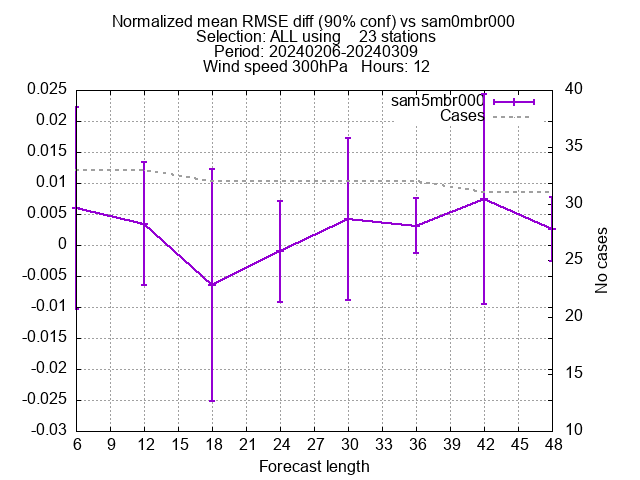 Normalized mean RMSE diff (90% conf) vs sam0mbr000
Selection: ALL using    23 stations
Period: 20240206-20240309
Wind speed 300hPa   Hours: 12
sam5mbr000
Cases
0.025
0.02
0.015
0.01
0.005
0
-0.005
-0.01
-0.015
-0.02
-0.025
-0.03
40
35
30
25
20
15
10
No cases
6 9 12 15 18 21 24 27 30 33 36 39 42 45 48
Forecast length